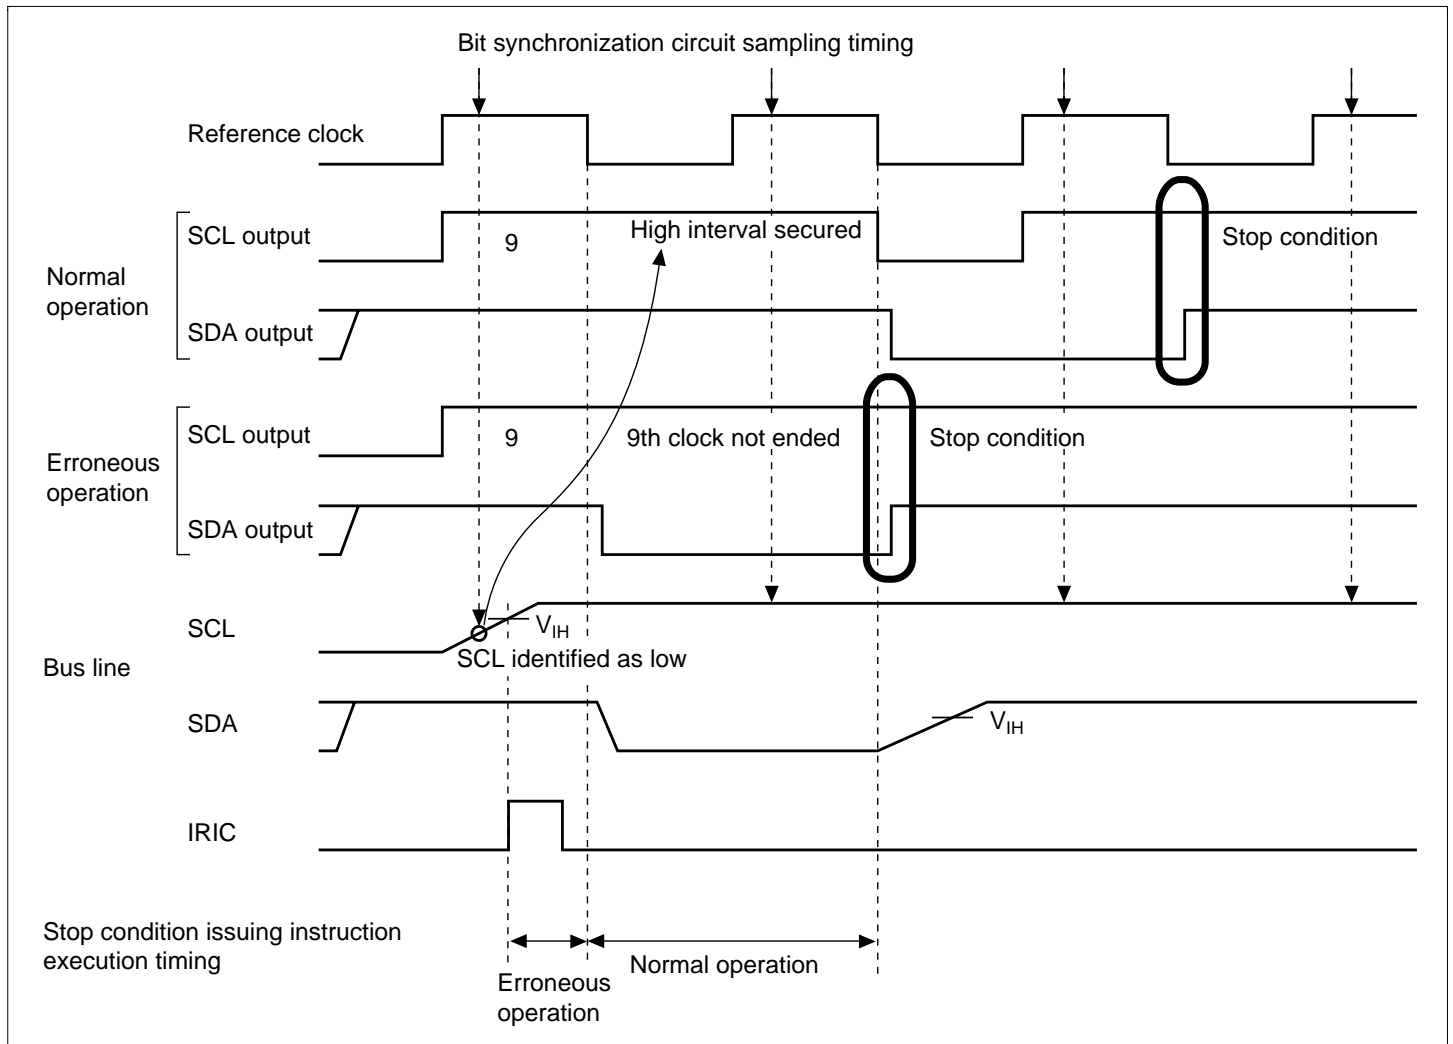 Bit synchronization circuit sampling timing
Reference clock
Normal
operation
SCL output
9
High interval secured
Stop condition
SDA output
Erroneous
operation
SCL output
9
9th clock not ended
Stop condition
SDA output
Bus line
SCL
VIH
SCL identified as low
SDA
VIH
IRIC
Stop condition issuing instruction
execution timing
Erroneous
operation
Normal operation